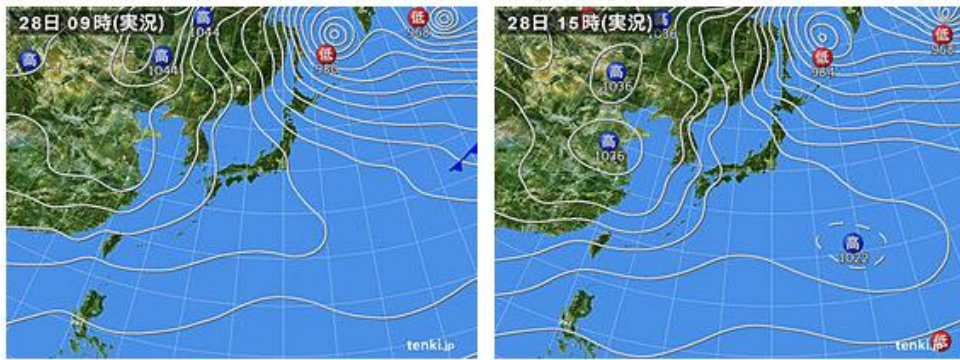 28日 09時(実況)
高
1044
低
968
低
986
高
高
1044
tenki.jp
28日 15時(実況)
1036
低
968
低
984
高
1036
高
1036
高
1022
低
tenki.jp